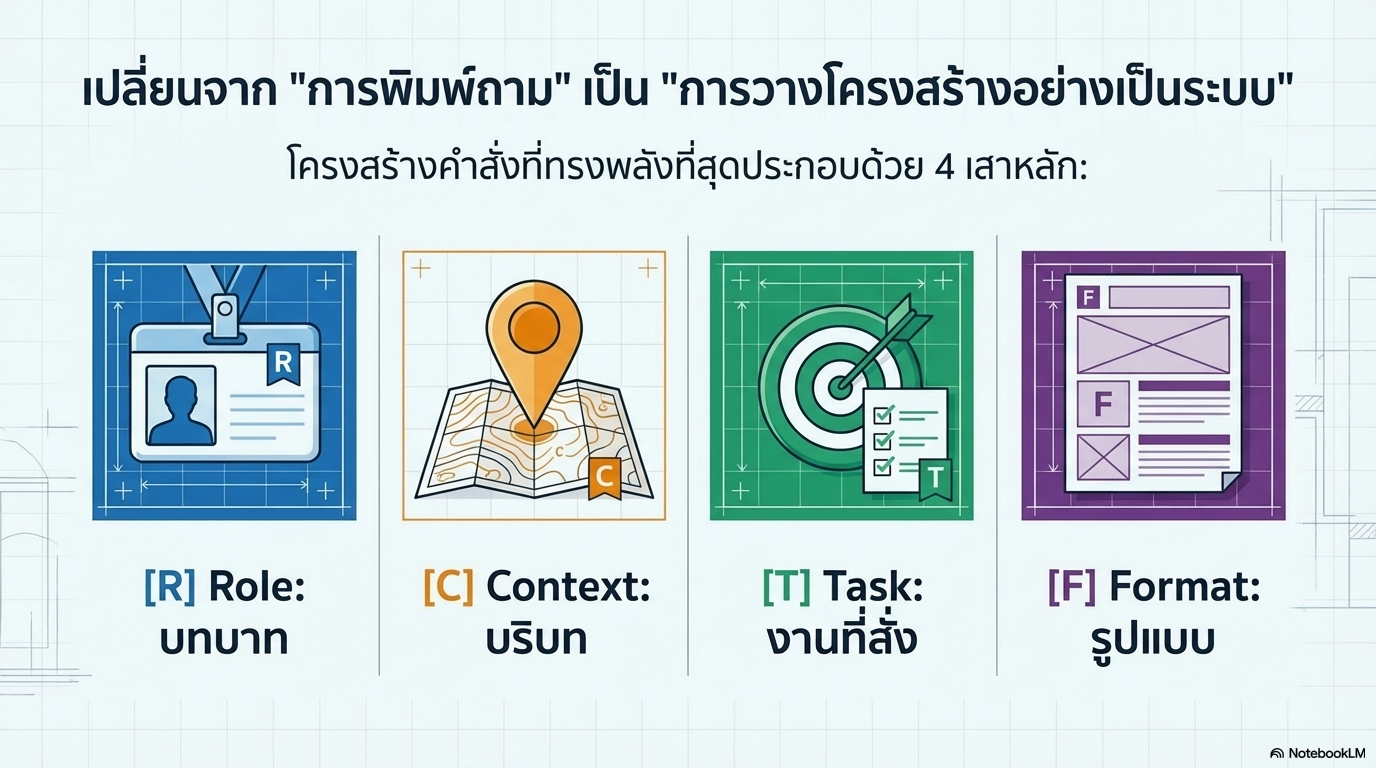 เปลี่ยนจาก "การพิมพ์ถาม" เป็น "การวางโครงสร้างอย่างเป็นระบบ"
โครงสร้างคำสั่งที่ทรงพลังที่สุดประกอบด้วย 4 เสาหลัก:
R
C
C
T
F
F
[R] Role:
บทบาท
[C] Context:
บริบท
[T] Task:
งานที่สั่ง
[F] Format:
รูปแบบ
NotebookLM